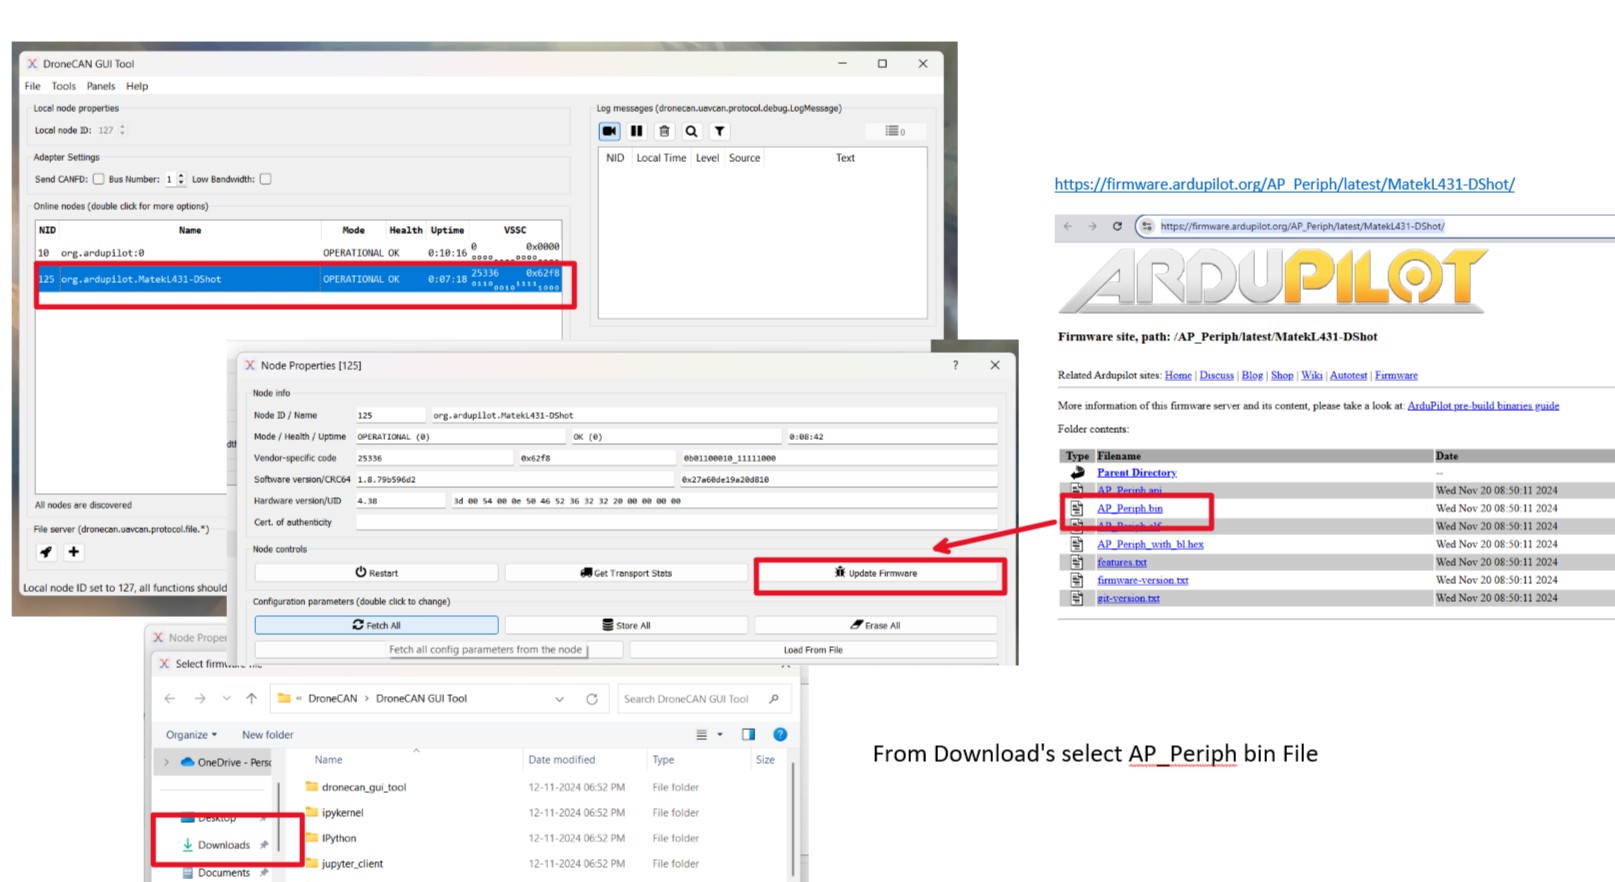 DroneCAN GUI Tool
File Tools Panels Help
Local node properties
Local node ID: 127
Adapter Settings
Send CANFD: Bus Number: 1 Low Bandwidth:
Online nodes (double click for more options)
NID Name Mode Health Uptime VSSC
10 org.ardupilot:0 OPERATIONAL OK 0:10:16 0 0x0000
0000 0000
125 org.ardupilot.MatekL431-DShot OPERATIONAL OK 0:07:18 25336 0x62f8
0110 0010 1111 1000
All nodes are discovered
File server (dronecan.uavcan.protocol.file.*)
Local node ID set to 127, all functions should
Log messages (dronecan.uavcan.protocol.debug.LogMessage)
0
NID Local Time Level Source Text
Node Properties [125]
?
Node info
Node ID / Name 125 org.ardupilot.MatekL431-DShot
Mode / Health / Uptime OPERATIONAL (0) OK (0) 0:08:42
Vendor-specific code 25336 0x62f8 0b01100010_11111000
Software version/CRC64 1.8.79b596d2 0x27a60de19a20d810
Hardware version/UID 4.38 3d 00 54 00 0e 50 46 52 36 32 32 20 00 00 00 00
Cert. of authenticity
Node controls
Restart Get Transport Stats Update Firmware
Configuration parameters (double click to change)
Fetch All Store All Erase All
Fetch all config parameters from the node Load From File
Node Proper
Select firmware file
« DroneCAN > DroneCAN GUI Tool Search DroneCAN GUI Tool
Organize New folder
?
OneDrive - Perso
Desktop
Downloads
Documents
Name Date modified Type Size
dronecan_gui_tool 12-11-2024 06:52 PM File folder
ipykernel 12-11-2024 06:52 PM File folder
IPython 12-11-2024 06:52 PM File folder
jupyter_client 12-11-2024 06:52 PM File folder
https://firmware.ardupilot.org/AP_Periph/latest/MatekL431-DShot/
https://firmware.ardupilot.org/AP_Periph/latest/MatekL431-DShot/
ARDUPILOT
Firmware site, path: /AP_Periph/latest/MatekL431-DShot
Related Ardupilot sites: Home | Discuss | Blog | Shop | Wiki | Autotest | Firmware
More information of this firmware server and its content, please take a look at: ArduPilot pre-build binaries guide
Folder contents:
Type Filename Date
Parent Directory --
AP_Periph.apj Wed Nov 20 08:50:11 2024
AP_Periph.bin Wed Nov 20 08:50:11 2024
AP_Periph.elf Wed Nov 20 08:50:11 2024
AP_Periph_with_bl.hex Wed Nov 20 08:50:11 2024
features.txt Wed Nov 20 08:50:11 2024
firmware-version.txt Wed Nov 20 08:50:11 2024
git-version.txt Wed Nov 20 08:50:11 2024
From Download's select AP_Periph bin File